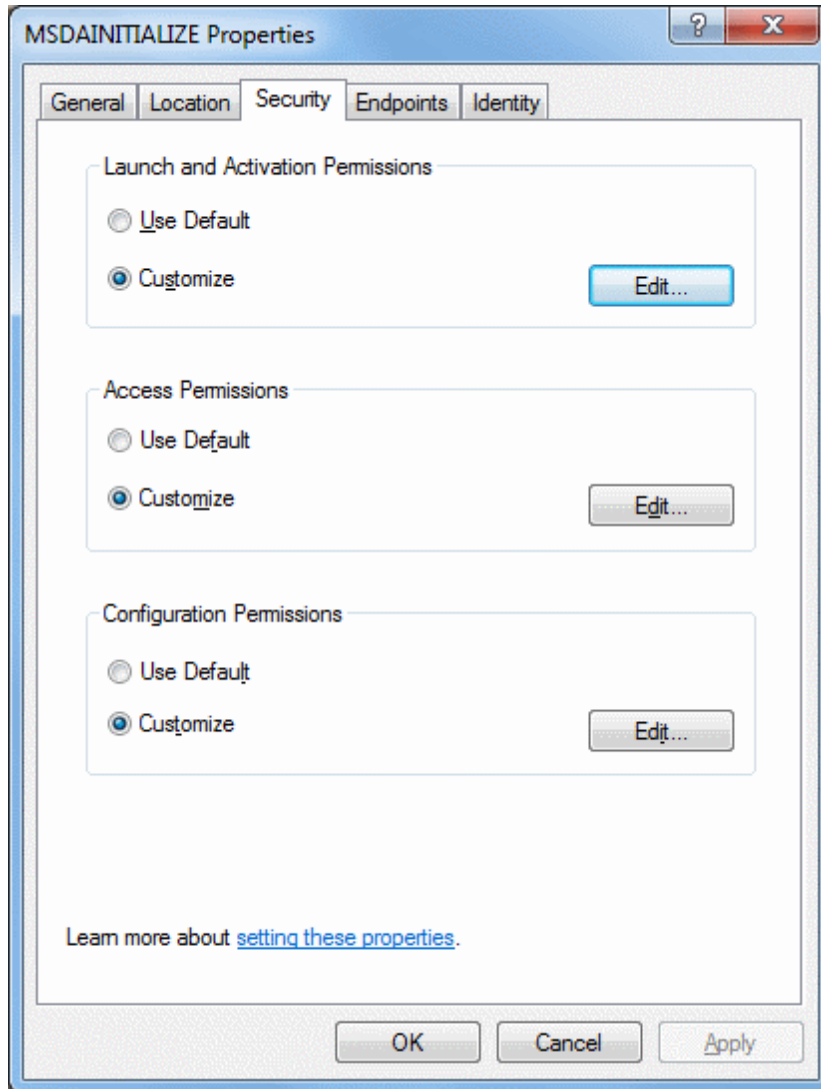 MSDAINITIALIZE Properties
General Location Security Endpoints Identity
Launch and Activation Permissions
Use Default
Customize
Edit...
Access Permissions
Use Default
Customize
Edit...
Configuration Permissions
Use Default
Customize
Edit...
Learn more about setting these properties.
OK Cancel Apply